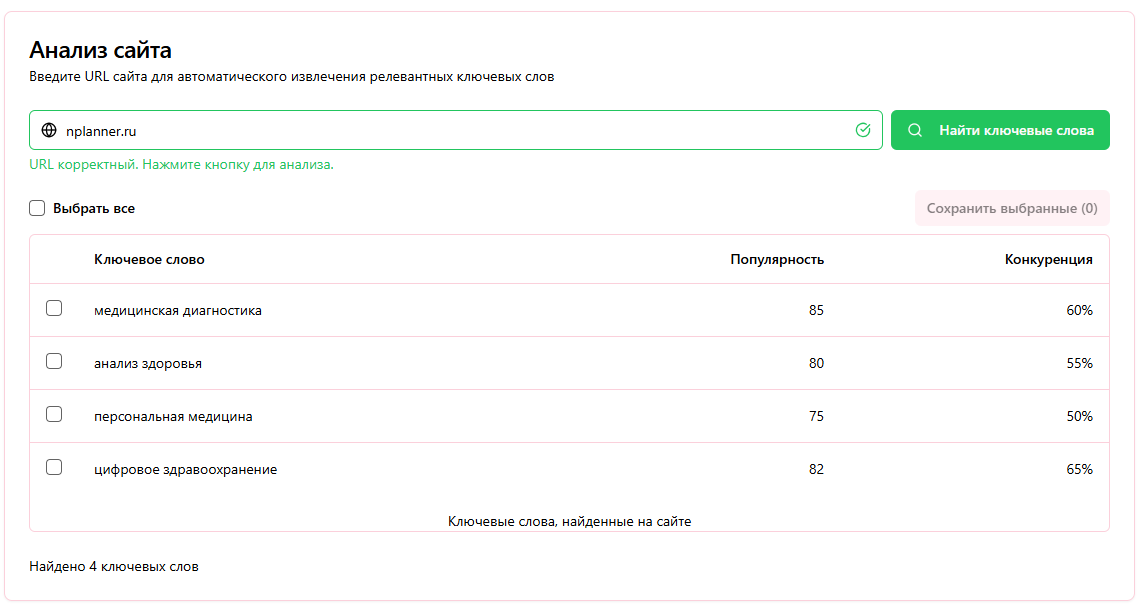 Анализ сайта
Введите URL сайта для автоматического извлечения релевантных ключевых слов
nplanner.ru
Найти ключевые слова
URL корректный. Нажмите кнопку для анализа.
Выбрать все
Сохранить выбранные (0)
Ключевое слово Популярность Конкуренция
медицинская диагностика 85 60%
анализ здоровья 80 55%
персональная медицина 75 50%
цифровое здравоохранение 82 65%
Ключевые слова, найденные на сайте
Найдено 4 ключевых слов